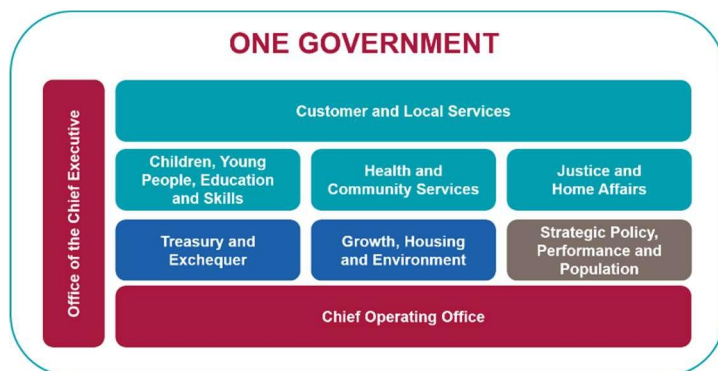 ONE GOVERNMENT
Office of the Chief Executive
Customer and Local Services
Children, Young
People, Education
and Skills
Health and
Community Services
Justice and
Home Affairs
Treasury and
Exchequer
Growth, Housing
and Environment
Strategic Policy,
Performance and
Population
Chief Operating Office